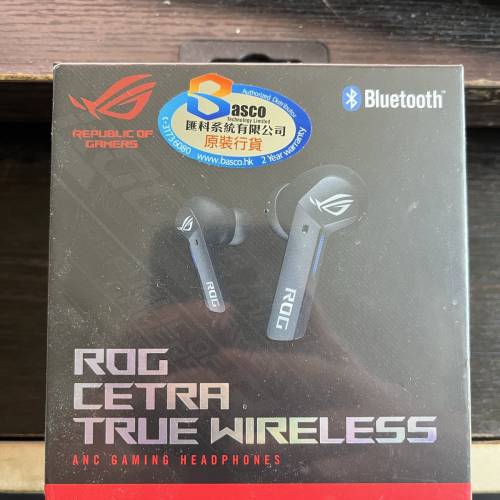 REPUBLIC OF
GAMERS
Authorized Distributor
Basco
Technology Limited
匯科系統有限公司
原裝行貨
31736080
www.basco.hk
2 Year warranty
Bluetooth®
ROG
ROG
ROG
CETRA
TRUE WIRELESS
ANC GAMING HEADPHONES